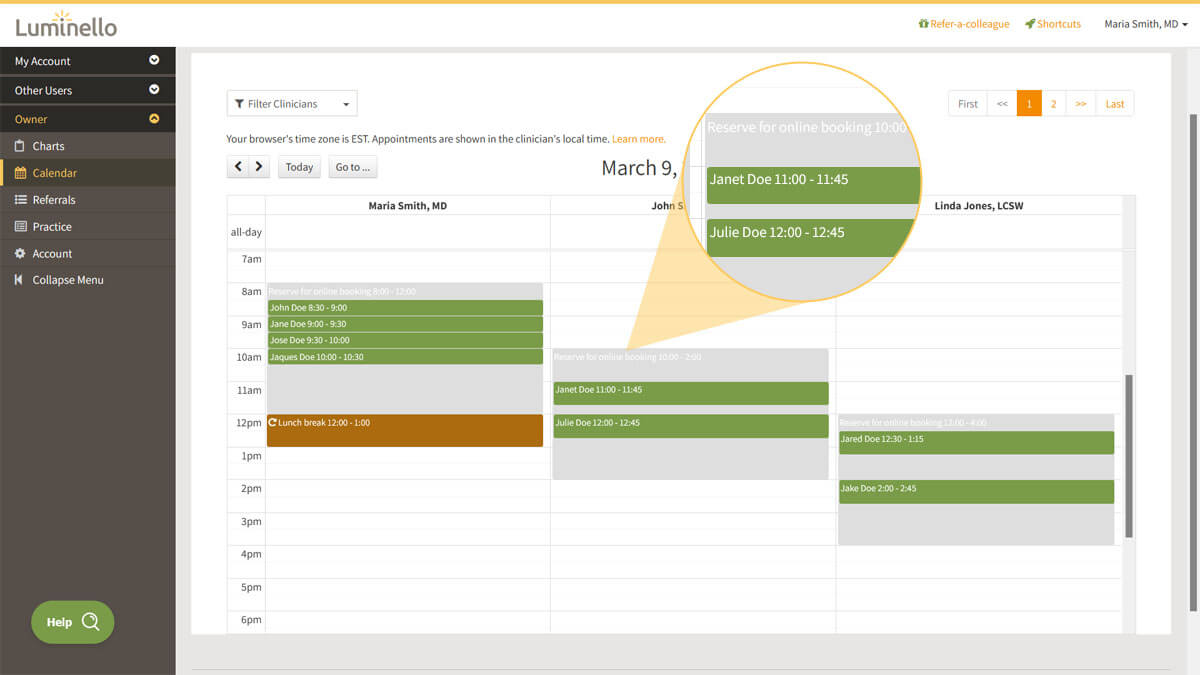 Luminello
Refer-a-colleague
Shortcuts
Maria Smith, MD
My Account
Other Users
Owner
Charts
Calendar
Referrals
Practice
Account
Collapse Menu
Help
Filter Clinicians
First << 1 2 >> Last
Your browser's time zone is EST. Appointments are shown in the clinician's local time. Learn more.
Today
Go to ...
March 9,
Maria Smith, MD
John S
Linda Jones, LCSW
all-day
7am
8am
9am
10am
11am
12pm
1pm
2pm
3pm
4pm
5pm
6pm
Reserve for online booking 8:00 - 12:00
John Doe 8:30 - 9:00
Jane Doe 9:00 - 9:30
Jose Doe 9:30 - 10:00
Jaques Doe 10:00 - 10:30
Lunch break 12:00 - 1:00
Reserve for online booking 10:00 - 2:00
Janet Doe 11:00 - 11:45
Julie Doe 12:00 - 12:45
Reserve for online booking 12:00 - 4:00
Jared Doe 12:30 - 1:15
Jake Doe 2:00 - 2:45
Reserve for online booking 10:00
Janet Doe 11:00 - 11:45
Julie Doe 12:00 - 12:45